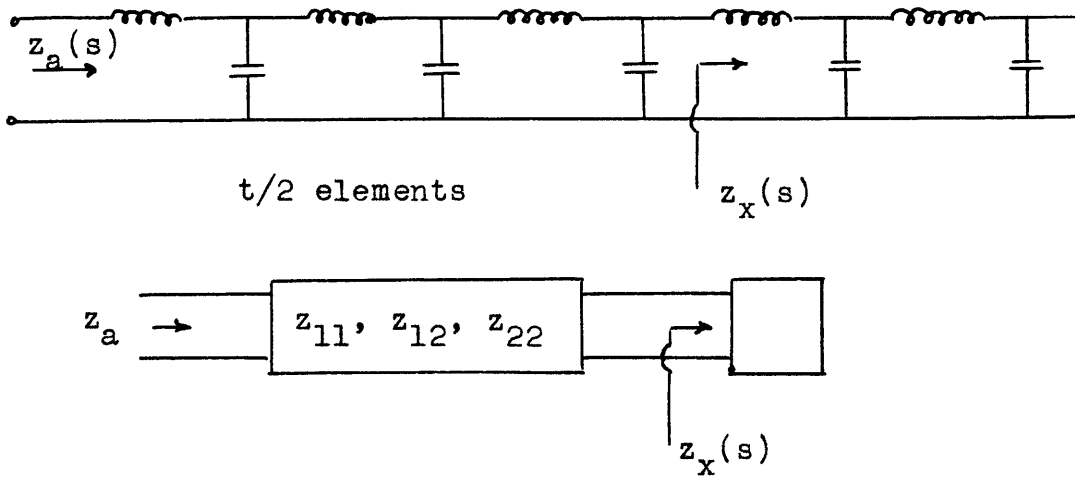 z_a(s)
t/2 elements
z_x(s)
z_a
z_11, z_12, z_22
z_x(s)